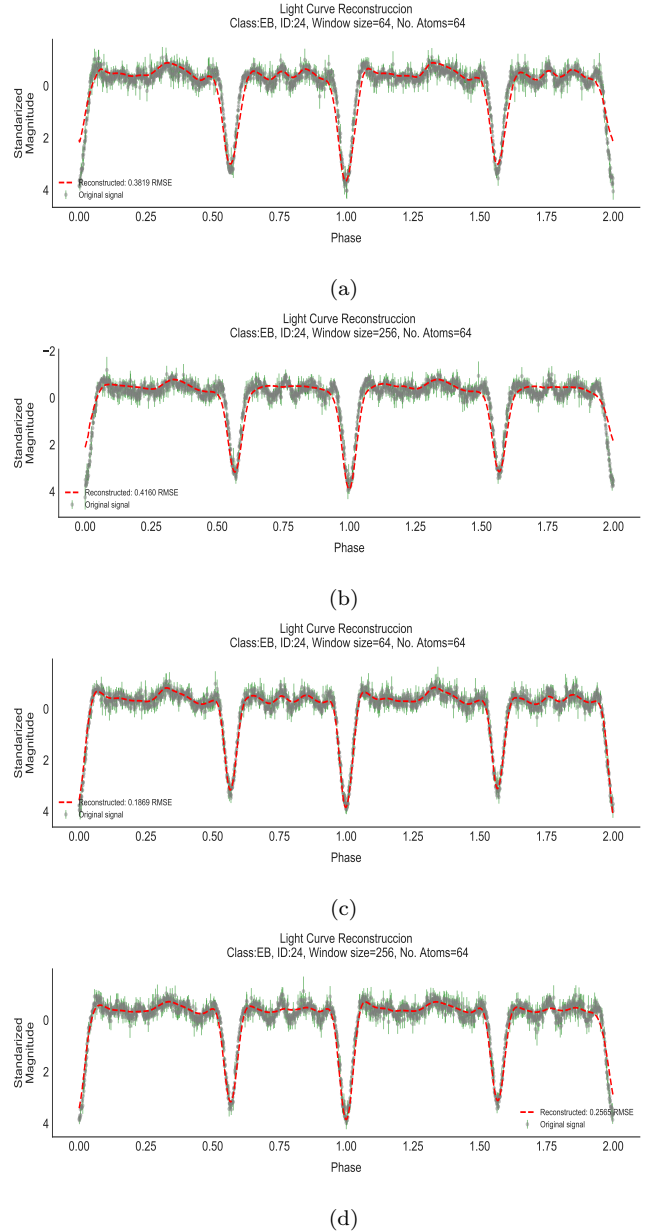 Light Curve Reconstruccion
Class:EB, ID:24, Window size=64, No. Atoms=64
Standarized
Magnitude
0
2
4
Reconstructed: 0.3819 RMSE
Original signal
0.00 0.25 0.50 0.75 1.00 1.25 1.50 1.75 2.00
Phase
(a)
Light Curve Reconstruccion
Class:EB, ID:24, Window size=256, No. Atoms=64
Standarized
Magnitude
−2
0
2
4
Reconstructed: 0.4160 RMSE
Original signal
0.00 0.25 0.50 0.75 1.00 1.25 1.50 1.75 2.00
Phase
(b)
Light Curve Reconstruccion
Class:EB, ID:24, Window size=64, No. Atoms=64
Standarized
Magnitude
0
2
4
Reconstructed: 0.1869 RMSE
Original signal
0.00 0.25 0.50 0.75 1.00 1.25 1.50 1.75 2.00
Phase
(c)
Light Curve Reconstruccion
Class:EB, ID:24, Window size=256, No. Atoms=64
Standarized
Magnitude
0
2
4
Reconstructed: 0.2565 RMSE
Original signal
0.00 0.25 0.50 0.75 1.00 1.25 1.50 1.75 2.00
Phase
(d)